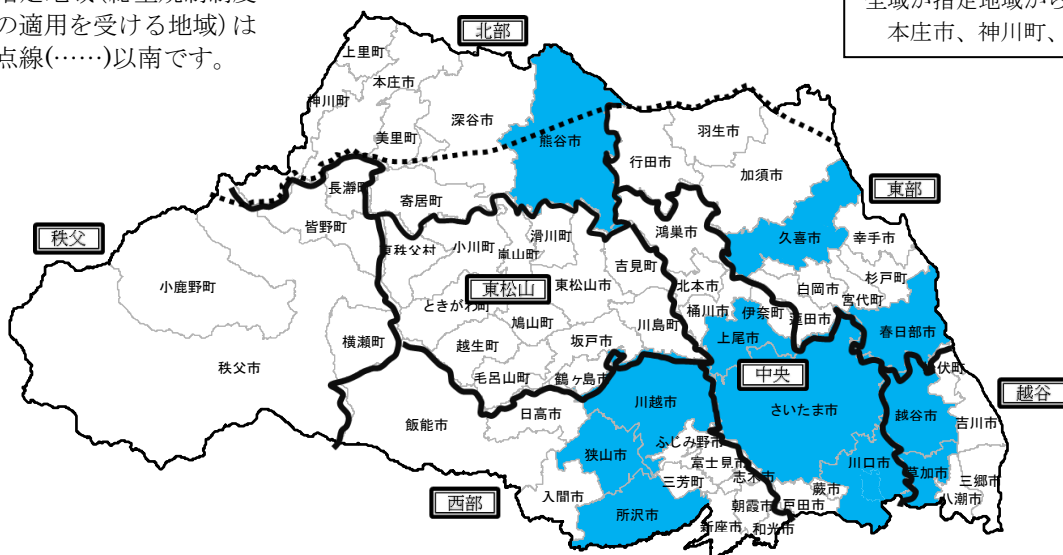 の適用を受ける地域)は
点線(……)以南です。
本庄市、神川町、
北部
上里町
本庄市
神川町
美里町
深谷市
熊谷市
羽生市
行田市
加須市
東部
長瀞町
寄居町
皆野町
秩父
小鹿野町
秩父市
横瀬町
東秩父村
小川町
嵐山町
滑川町
東松山
東松山市
吉見町
ときがわ町
鳩山町
川島町
越生町
坂戸市
毛呂山町
鶴ヶ島市
鴻巣市
北本市
桶川市
伊奈町
上尾市
蓮田市
白岡市
久喜市
幸手市
杉戸町
宮代町
春日部市
中央
さいたま市
川口市
蕨市
戸田市
越谷
越谷市
吉川市
草加市
三郷市
八潮市
飯能市
日高市
川越市
狭山市
ふじみ野市
富士見市
三芳町
志木市
入間市
所沢市
朝霞市
新座市
和光市
西部